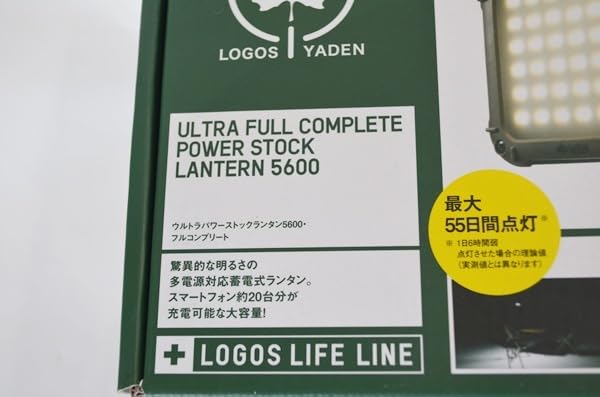 LOGOS YADEN
ULTRA FULL COMPLETE
POWER STOCK
LANTERN 5600
ウルトラパワーストックランタン5600・
フルコンプリート
驚異的な明るさの
多電源対応蓄電式ランタン。
スマートフォン約20台分が
充電可能な大容量!
LOGOS LIFE LINE
最大
55日間点灯※
※ 1日6時間弱
点灯させた場合の理論値
(実測値とは異なります)